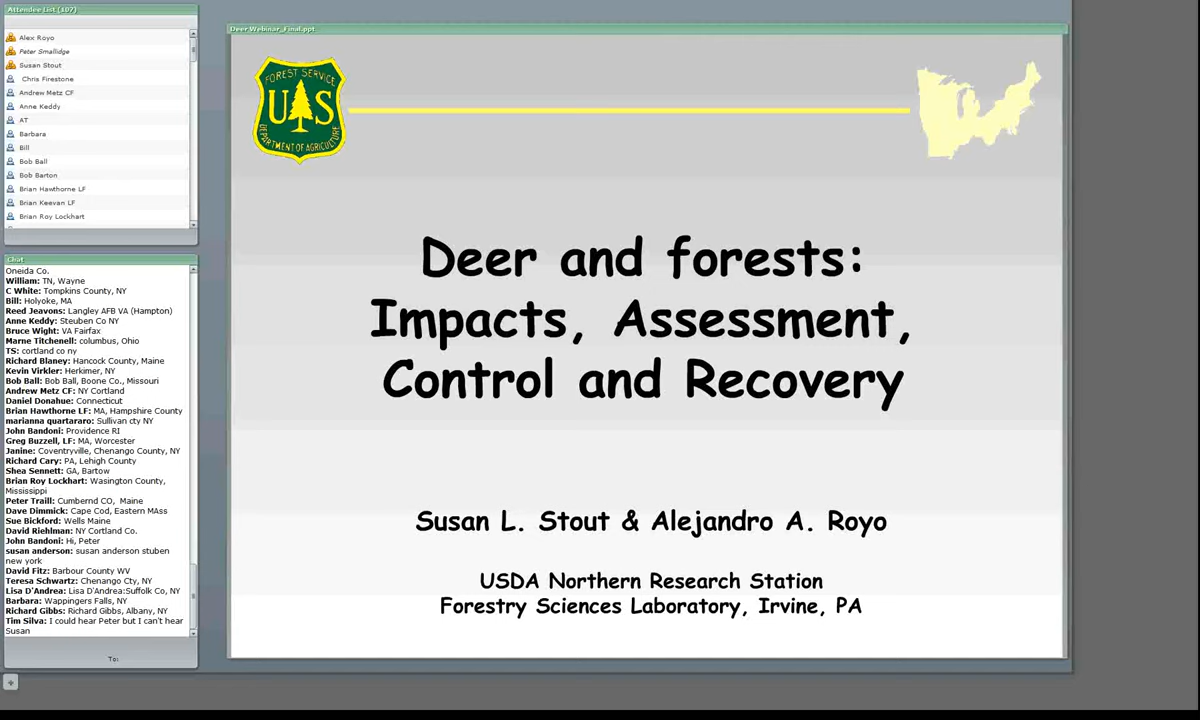 Attendee List (107)
Alex Royo
Peter Smallidge
Susan Stout
Chris Firestone
Andrew Metz CF
Anne Keddy
AT
Barbara
Bill
Bob Ball
Bob Barton
Brian Hawthorne LF
Brian Keevan LF
Brian Roy Lockhart
Chat
Oneida Co.
William: TN, Wayne
C White: Tompkins County, NY
Bill: Holyoke, MA
Reed Jeavons: Langley AFB VA (Hampton)
Anne Keddy: Steuben Co NY
Bruce Wight: VA Fairfax
Marne Titchenell: columbus, Ohio
TS: cortland co ny
Richard Blaney: Hancock County, Maine
Kevin Virkler: Herkimer, NY
Bob Ball: Bob Ball, Boone Co., Missouri
Andrew Metz CF: NY Cortland
Daniel Donahue: Connecticut
Brian Hawthorne LF: MA, Hampshire County
marianna quartararo: Sullivan cty NY
John Bandoni: Providence RI
Greg Buzzell, LF: MA, Worcester
Janine: Coventryville, Chenango County, NY
Richard Cary: PA, Lehigh County
Shea Sennett: GA, Bartow
Brian Roy Lockhart: Wasington County,
Mississippi
Peter Traill: Cumbernd CO, Maine
Dave Dimmick: Cape Cod, Eastern MAss
Sue Bickford: Wells Maine
David Riehlman: NY Cortland Co.
John Bandoni: Hi, Peter
susan anderson: susan anderson stuben
new york
David Fitz: Barbour County WV
Teresa Schwartz: Chenango Cty, NY
Lisa D'Andrea: Lisa D'Andrea:Suffolk Co, NY
Barbara: Wappingers Falls, NY
Richard Gibbs: Richard Gibbs, Albany, NY
Tim Silva: I could hear Peter but I can't hear
Susan
To:
Deer Webinar_Final.ppt
FOREST SERVICE
U S
DEPARTMENT OF AGRICULTURE
Deer and forests:
Impacts, Assessment,
Control and Recovery
Susan L. Stout & Alejandro A. Royo
USDA Northern Research Station
Forestry Sciences Laboratory, Irvine, PA